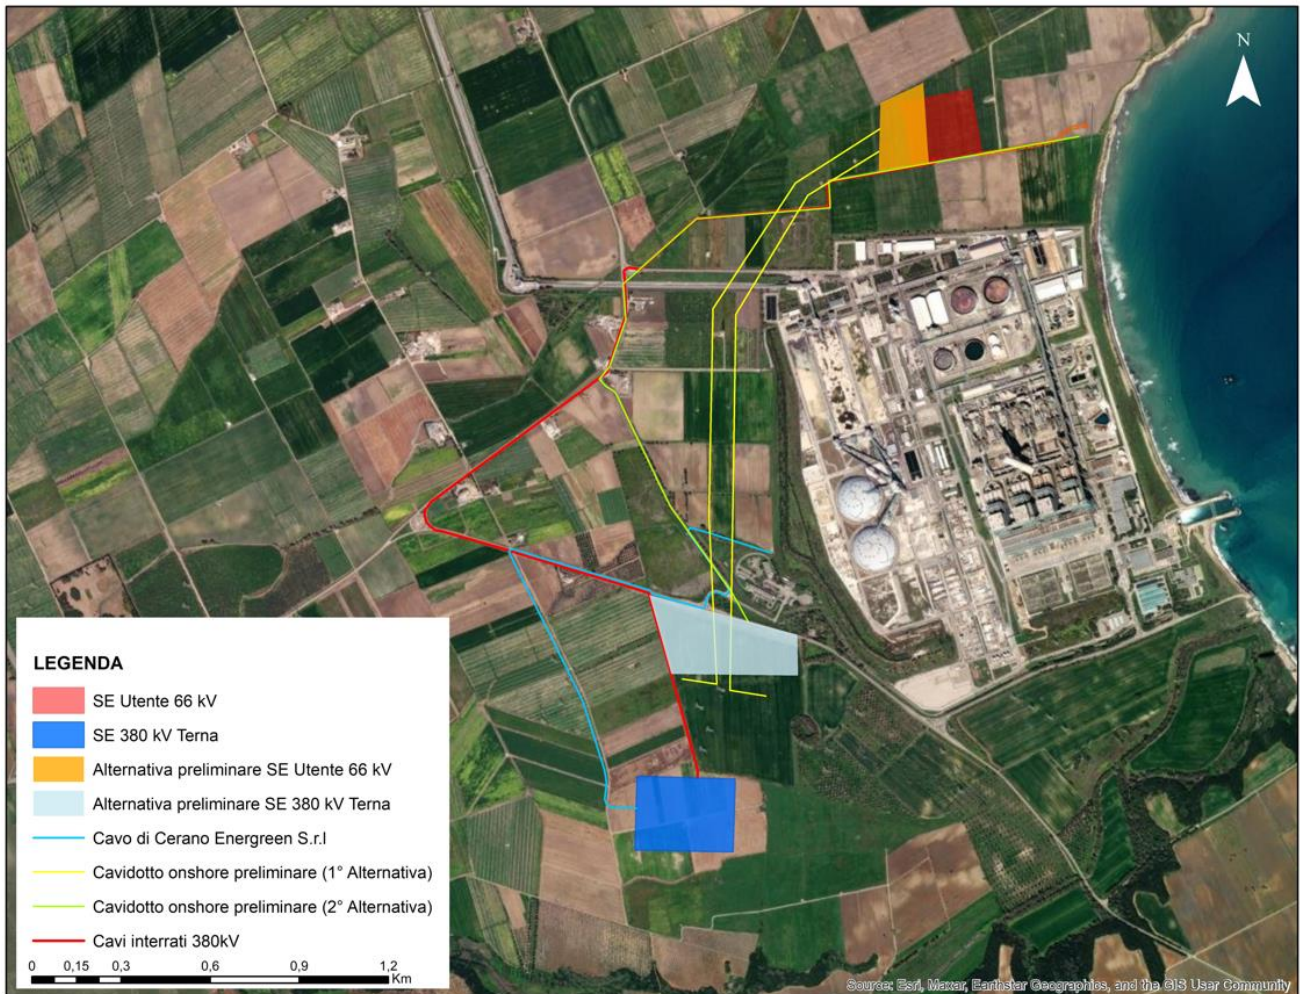 N
LEGENDA
SE Utente 66 kV
SE 380 kV Terna
Alternativa preliminare SE Utente 66 kV
Alternativa preliminare SE 380 kV Terna
Cavo di Cerano Energreen S.r.l
Cavidotto onshore preliminare (1° Alternativa)
Cavidotto onshore preliminare (2° Alternativa)
Cavi interrati 380kV
0 0,15 0,3 0,6 0,9 1,2
Km
Source: Esri, Maxar, Earthstar Geographics, and the GIS User Community